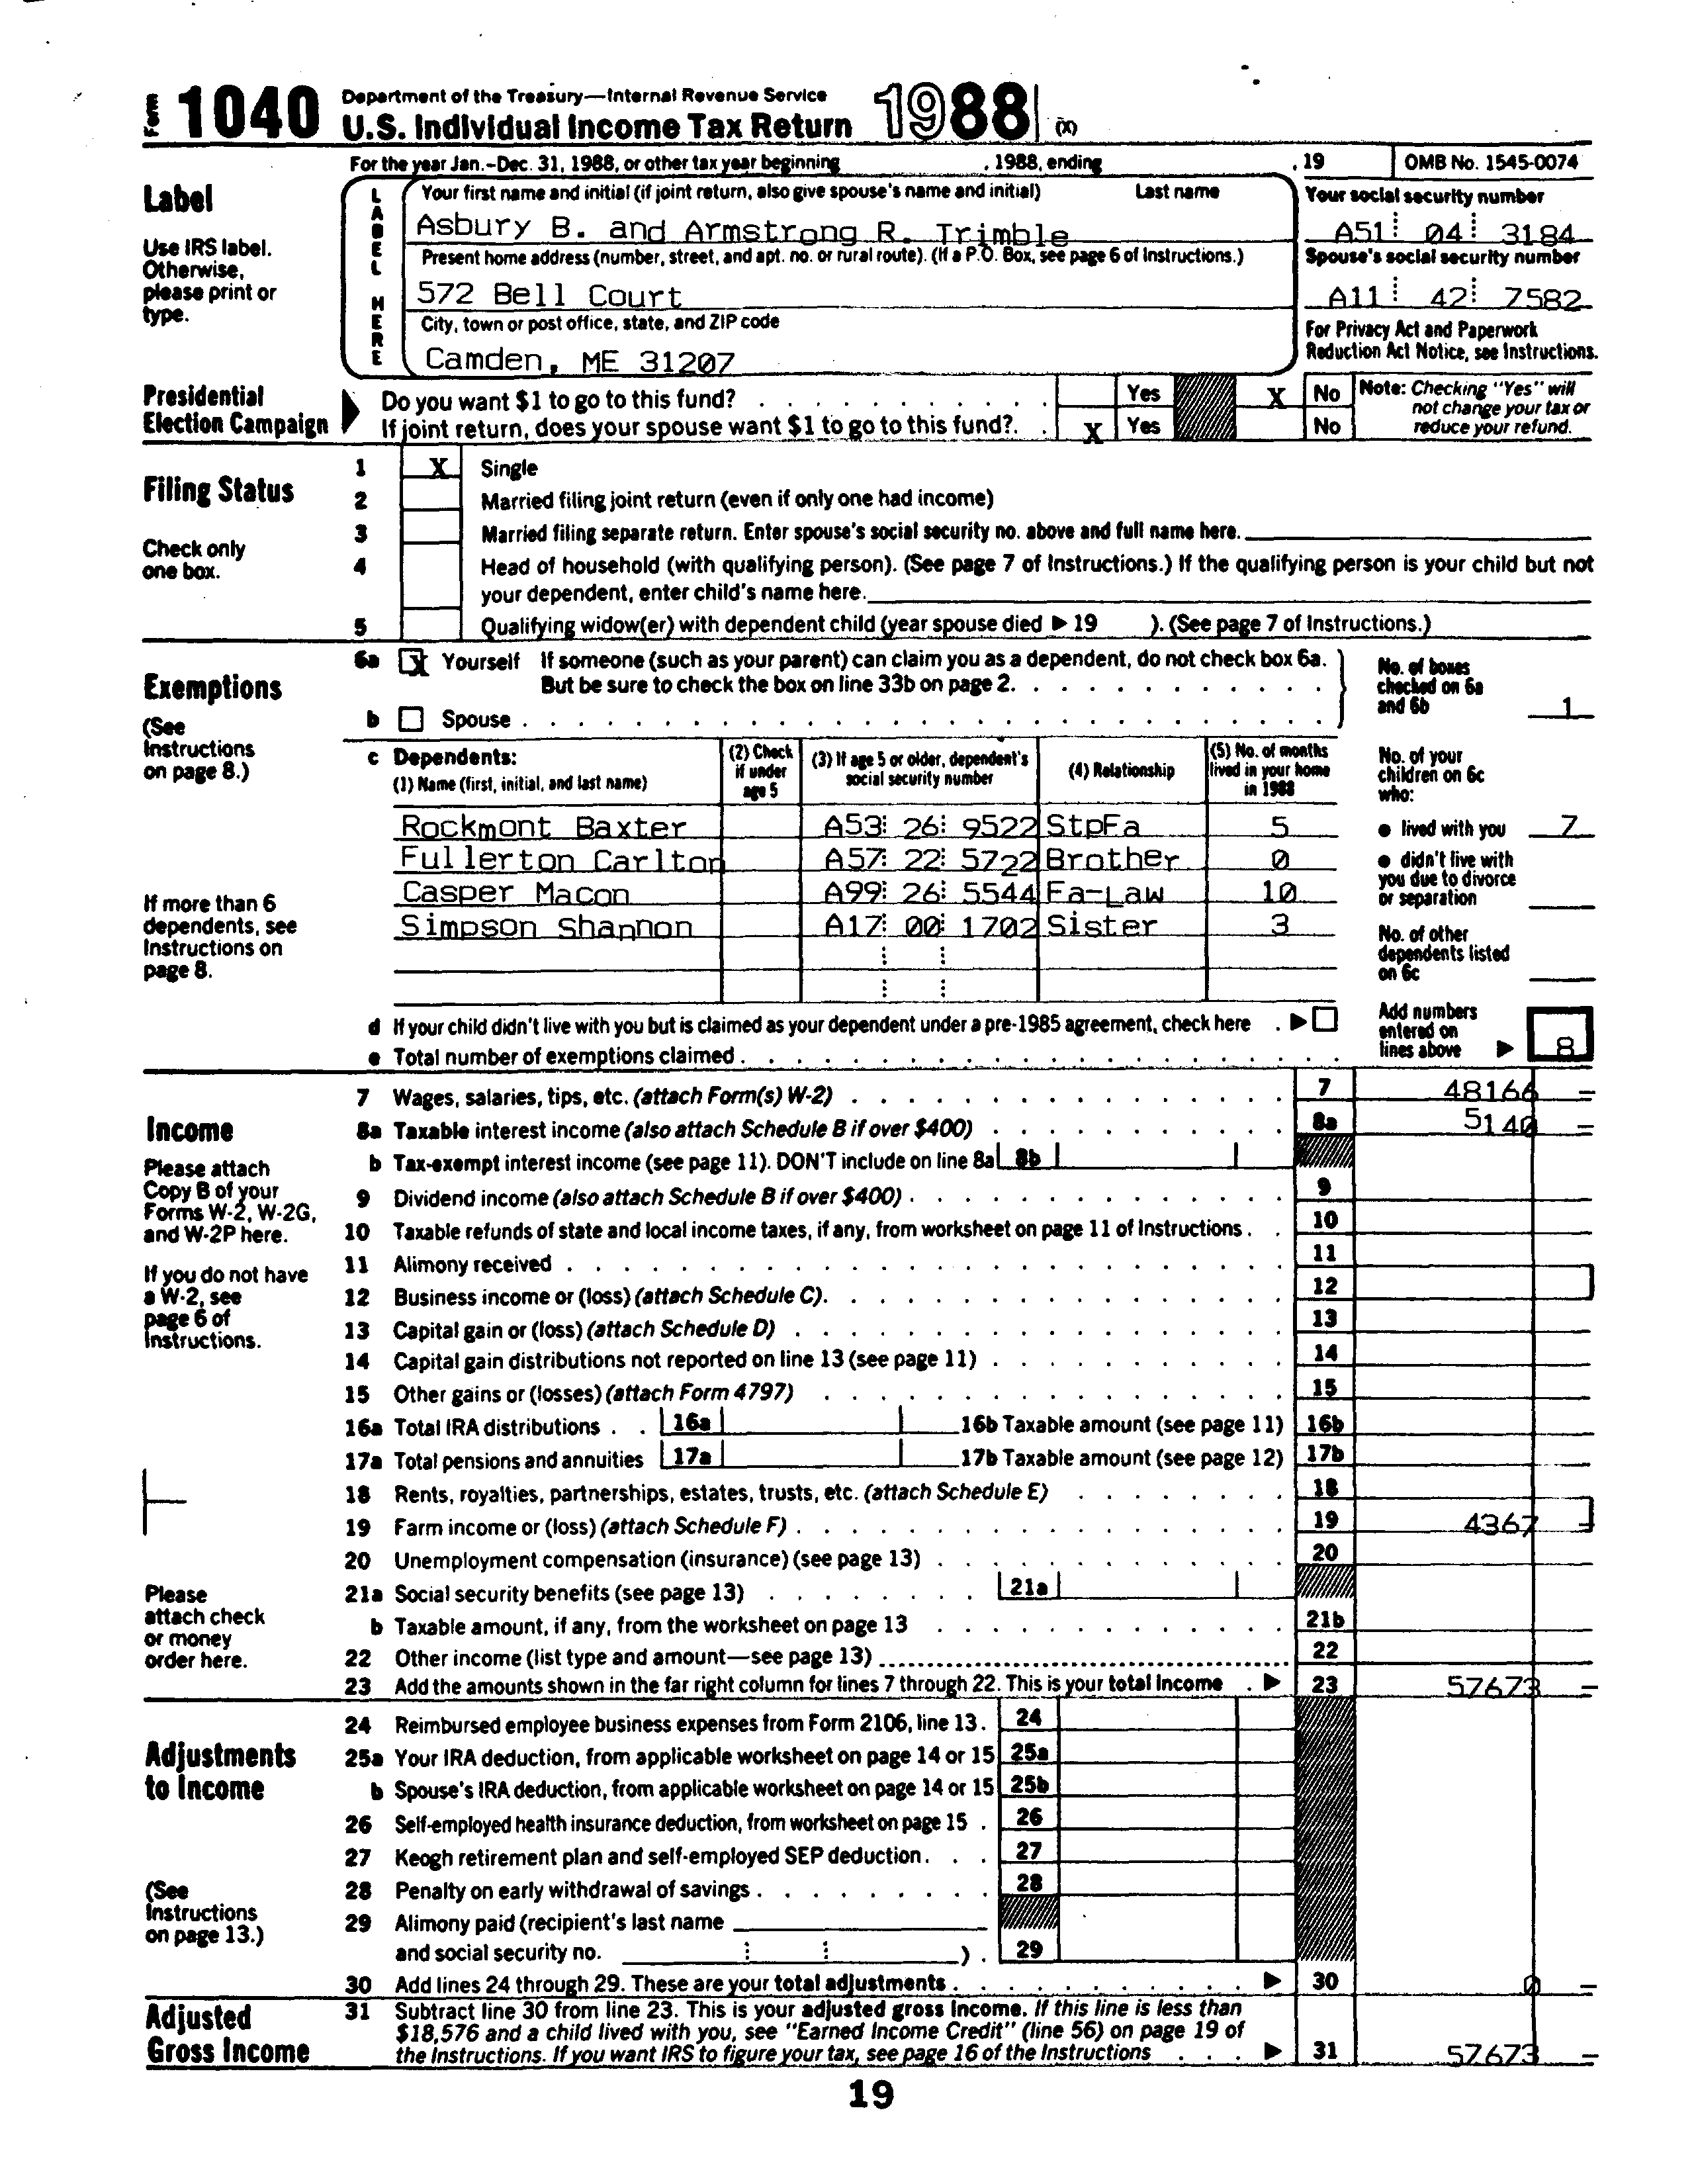 Form 1040 Department of the Treasury—Internal Revenue Service
U.S. Individual Income Tax Return 1988 (X)
For the year Jan.-Dec. 31, 1988, or other tax year beginning , 1988, ending , 19 OMB No. 1545-0074
Label
Use IRS label. Otherwise, please print or type.
LABEL HERE
Your first name and initial (if joint return, also give spouse's name and initial) Last name
Asbury B. and Armstrong R. Trimble
Your social security number
A51 04 3184
Present home address (number, street, and apt. no. or rural route). (If a P.O. Box, see page 6 of Instructions.)
572 Bell Court
Spouse's social security number
A11 42 7582
City, town or post office, state, and ZIP code
Camden, ME 31207
For Privacy Act and Paperwork
Reduction Act Notice, see Instructions.
Presidential
Election Campaign
Do you want $1 to go to this fund? . . . . . . . . . . Yes X No
If joint return, does your spouse want $1 to go to this fund?. . X Yes No
Note: Checking "Yes" will
not change your tax or
reduce your refund.
Filing Status
Check only
one box.
1 X Single
2 Married filing joint return (even if only one had income)
3 Married filing separate return. Enter spouse's social security no. above and full name here.
4 Head of household (with qualifying person). (See page 7 of Instructions.) If the qualifying person is your child but not
your dependent, enter child's name here.
5 Qualifying widow(er) with dependent child (year spouse died ▶ 19 ). (See page 7 of Instructions.)
Exemptions
(See
Instructions
on page 8.)
6a X Yourself If someone (such as your parent) can claim you as a dependent, do not check box 6a.
But be sure to check the box on line 33b on page 2.
b Spouse
No. of boxes
checked on 6a
and 6b 1
c Dependents:
(1) Name (first, initial, and last name)
(2) Check
if under
age 5
(3) If age 5 or older, dependent's
social security number
(4) Relationship
(5) No. of months
lived in your home
in 1988
No. of your
children on 6c
who:
Rockmont Baxter A53 26 9522 StpFa 5
Fullerton Carlton A57 22 5722 Brother 0
Casper Macon A99 26 5544 Fa-Law 10
Simpson Shannon A17 00 1702 Sister 3
● lived with you 7
● didn't live with
you due to divorce
or separation
No. of other
dependents listed
on 6c
If more than 6
dependents, see
Instructions on
page 8.
d If your child didn't live with you but is claimed as your dependent under a pre-1985 agreement, check here . ▶
e Total number of exemptions claimed
Add numbers
entered on
lines above ▶ 8
Income
Please attach
Copy B of your
Forms W-2, W-2G,
and W-2P here.
If you do not have
a W-2, see
page 6 of
Instructions.
Please
attach check
or money
order here.
7 Wages, salaries, tips, etc. (attach Form(s) W-2) 7 48166 —
8a Taxable interest income (also attach Schedule B if over $400) 8a 5140 —
b Tax-exempt interest income (see page 11). DON'T include on line 8a 8b
9 Dividend income (also attach Schedule B if over $400) 9
10 Taxable refunds of state and local income taxes, if any, from worksheet on page 11 of Instructions 10
11 Alimony received 11
12 Business income or (loss) (attach Schedule C) 12
13 Capital gain or (loss) (attach Schedule D) 13
14 Capital gain distributions not reported on line 13 (see page 11) 14
15 Other gains or (losses) (attach Form 4797) 15
16a Total IRA distributions 16a 16b Taxable amount (see page 11) 16b
17a Total pensions and annuities 17a 17b Taxable amount (see page 12) 17b
18 Rents, royalties, partnerships, estates, trusts, etc. (attach Schedule E) 18
19 Farm income or (loss) (attach Schedule F) 19 4367 —
20 Unemployment compensation (insurance) (see page 13) 20
21a Social security benefits (see page 13) 21a
b Taxable amount, if any, from the worksheet on page 13 21b
22 Other income (list type and amount—see page 13) 22
23 Add the amounts shown in the far right column for lines 7 through 22. This is your total income ▶ 23 57673 —
Adjustments
to Income
(See
Instructions
on page 13.)
24 Reimbursed employee business expenses from Form 2106, line 13. 24
25a Your IRA deduction, from applicable worksheet on page 14 or 15 25a
b Spouse's IRA deduction, from applicable worksheet on page 14 or 15 25b
26 Self-employed health insurance deduction, from worksheet on page 15 26
27 Keogh retirement plan and self-employed SEP deduction 27
28 Penalty on early withdrawal of savings 28
29 Alimony paid (recipient's last name
and social security no. ) 29
30 Add lines 24 through 29. These are your total adjustments ▶ 30 0 —
Adjusted
Gross Income
31 Subtract line 30 from line 23. This is your adjusted gross income. If this line is less than
$18,576 and a child lived with you, see "Earned Income Credit" (line 56) on page 19 of
the Instructions. If you want IRS to figure your tax, see page 16 of the Instructions ▶ 31 57673 —
19